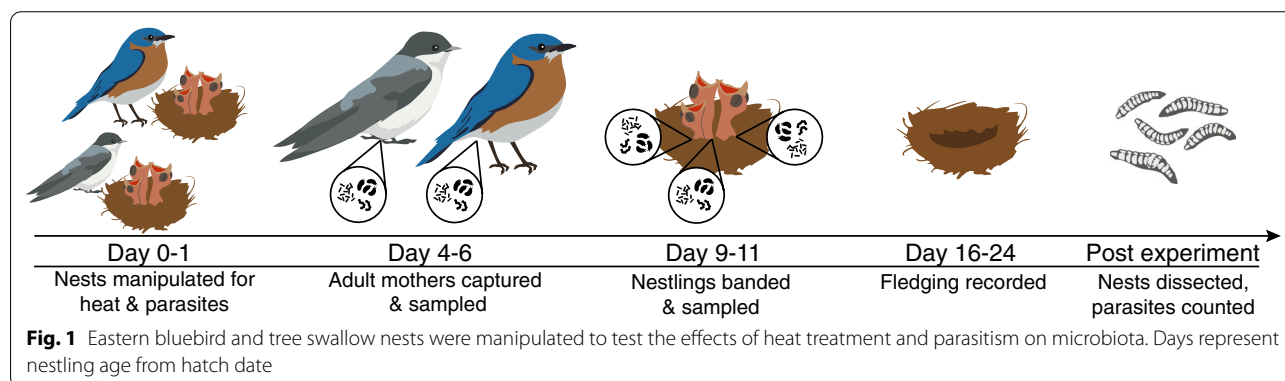 Day 0-1
Day 4-6
Day 9-11
Day 16-24
Post experiment
Nests manipulated for
heat & parasites
Adult mothers captured
& sampled
Nestlings banded
& sampled
Fledging recorded
Nests dissected,
parasites counted
Fig. 1 Eastern bluebird and tree swallow nests were manipulated to test the effects of heat treatment and parasitism on microbiota. Days represent
nestling age from hatch date